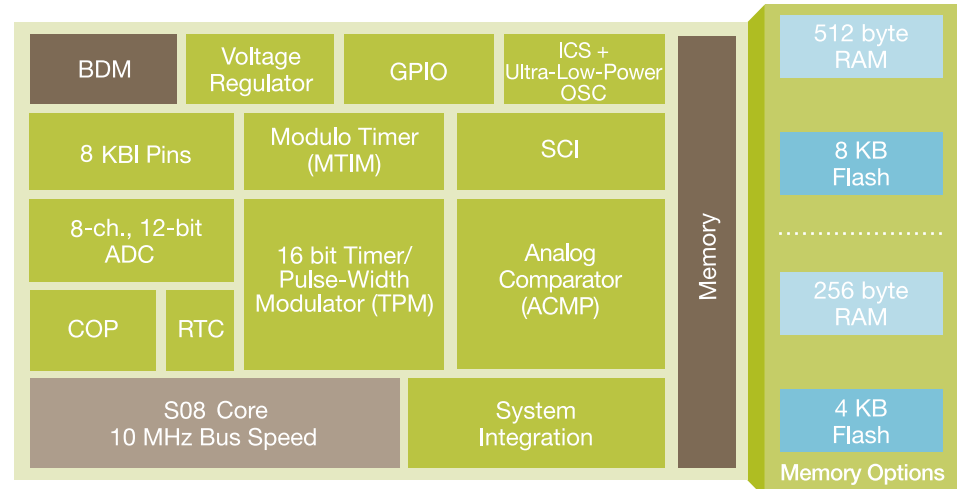 BDM
Voltage
Regulator
GPIO
ICS +
Ultra-Low-Power
OSC
8 KBI Pins
Modulo Timer
(MTIM)
SCI
8-ch., 12-bit
ADC
16 bit Timer/
Pulse-Width
Modulator (TPM)
Analog
Comparator
(ACMP)
COP
RTC
S08 Core
10 MHz Bus Speed
System
Integration
Memory
512 byte
RAM
8 KB
Flash
256 byte
RAM
4 KB
Flash
Memory Options